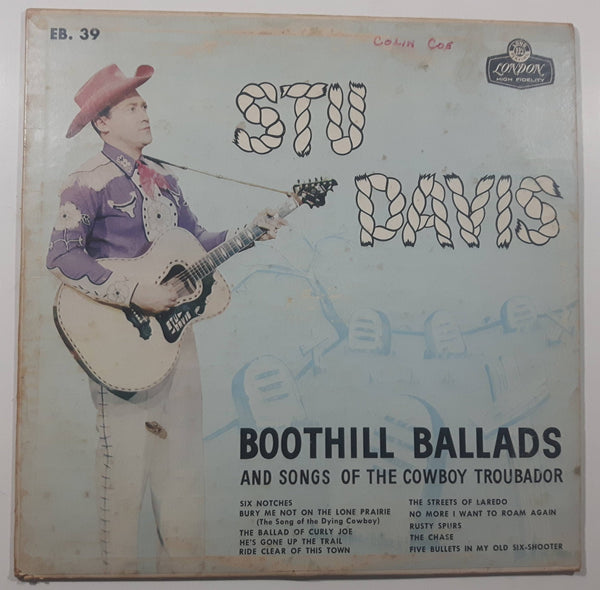 EB. 39
Colin Coe
LONDON
HIGH FIDELITY
STU
DAVIS
STU
DAVIS
BOOTHILL BALLADS
AND SONGS OF THE COWBOY TROUBADOR
SIX NOTCHES
BURY ME NOT ON THE LONE PRAIRIE
(The Song of the Dying Cowboy)
THE BALLAD OF CURLY JOE
HE'S GONE UP THE TRAIL
RIDE CLEAR OF THIS TOWN
THE STREETS OF LAREDO
NO MORE I WANT TO ROAM AGAIN
RUSTY SPURS
THE CHASE
FIVE BULLETS IN MY OLD SIX-SHOOTER